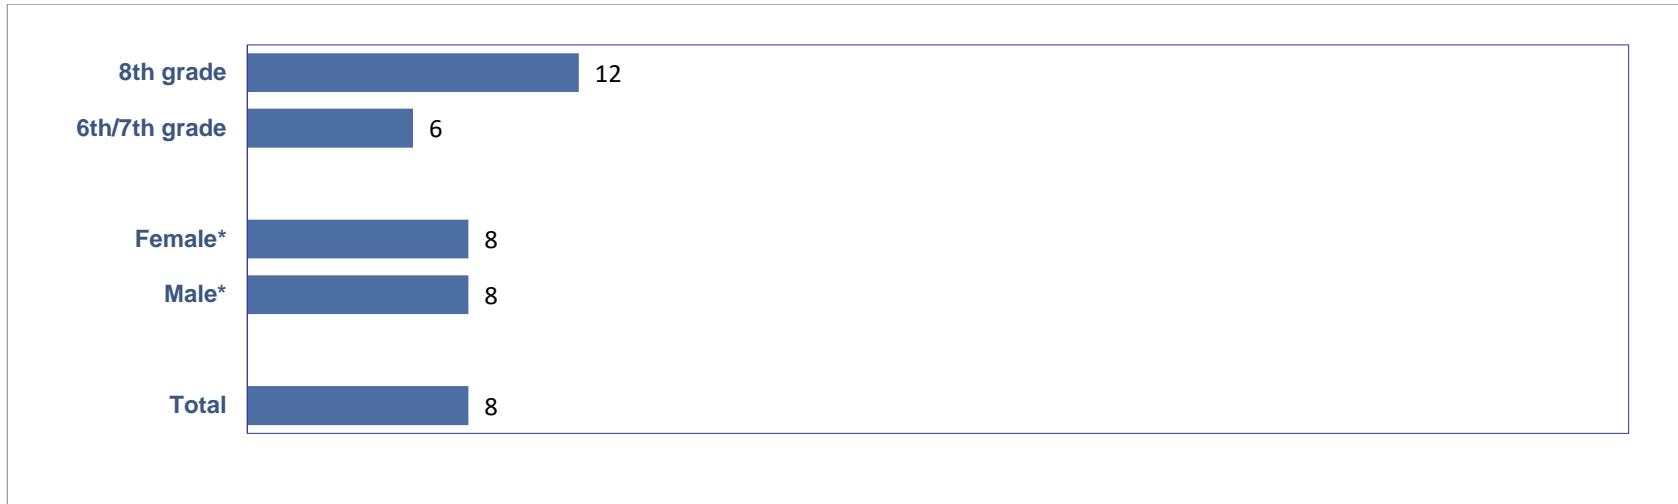 8th grade 12
6th/7th grade 6
Female* 8
Male* 8
Total 8